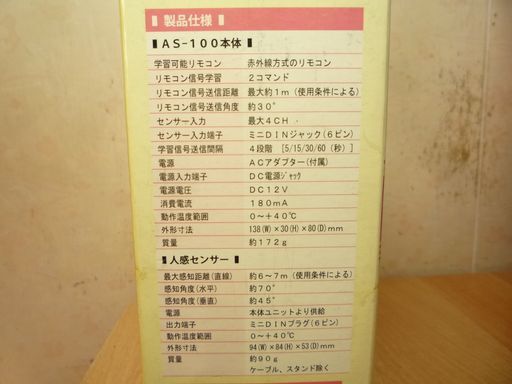 ▌製品仕様▐
▌AS-100本体▐
学習可能リモコン 赤外線方式のリモコン
リモコン信号学習 2コマンド
リモコン信号送信距離 最大約1m(使用条件による)
リモコン信号送信角度 約30°
センサー入力 最大4CH
センサー入力端子 ミニDINジャック(6ピン)
学習信号送信間隔 4段階 [5/15/30/60(秒)]
電源 ACアダプター(付属)
電源入力端子 DC電源ジャック
電源電圧 DC12V
消費電流 180mA
動作温度範囲 0~+40℃
外形寸法 138(W)×30(H)×80(D)mm
質量 約172g
▌人感センサー▐
最大感知距離(直線) 約6~7m(使用条件による)
感知角度(水平) 約70°
感知角度(垂直) 約45°
電源 本体ユニットより供給
出力端子 ミニDINプラグ(6ピン)
動作温度範囲 0~+40℃
外形寸法 94(W)×84(H)×53(D)mm
質量 約90g
ケーブル、スタンド除く